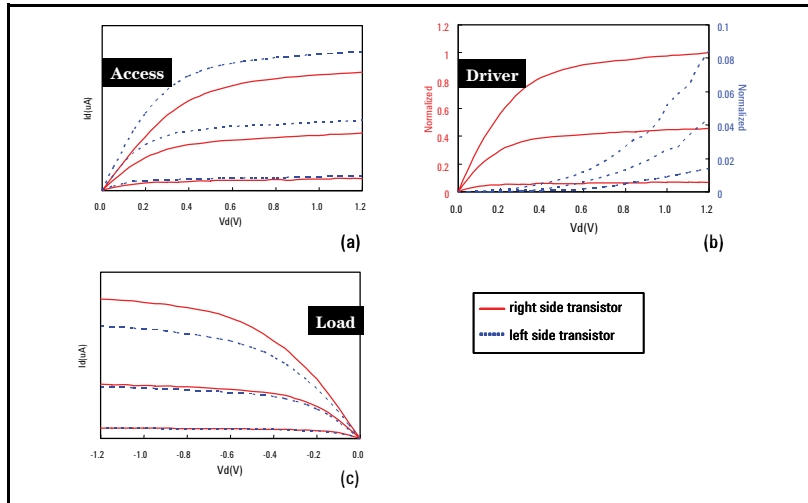 Access
Id(uA)
0.0 0.2 0.4 0.6 0.8 1.0 1.2
Vd(V)
(a)
Driver
Normalized
1.2
1
0.8
0.6
0.4
0.2
0
0.1
0.08
0.06
0.04
0.02
0
Normalized
0.0 0.2 0.4 0.6 0.8 1.0 1.2
Vd(V)
(b)
Load
Id(uA)
-1.2 -1.0 -0.8 -0.6 -0.4 -0.2 0.0
Vd(V)
(c)
right side transistor
left side transistor